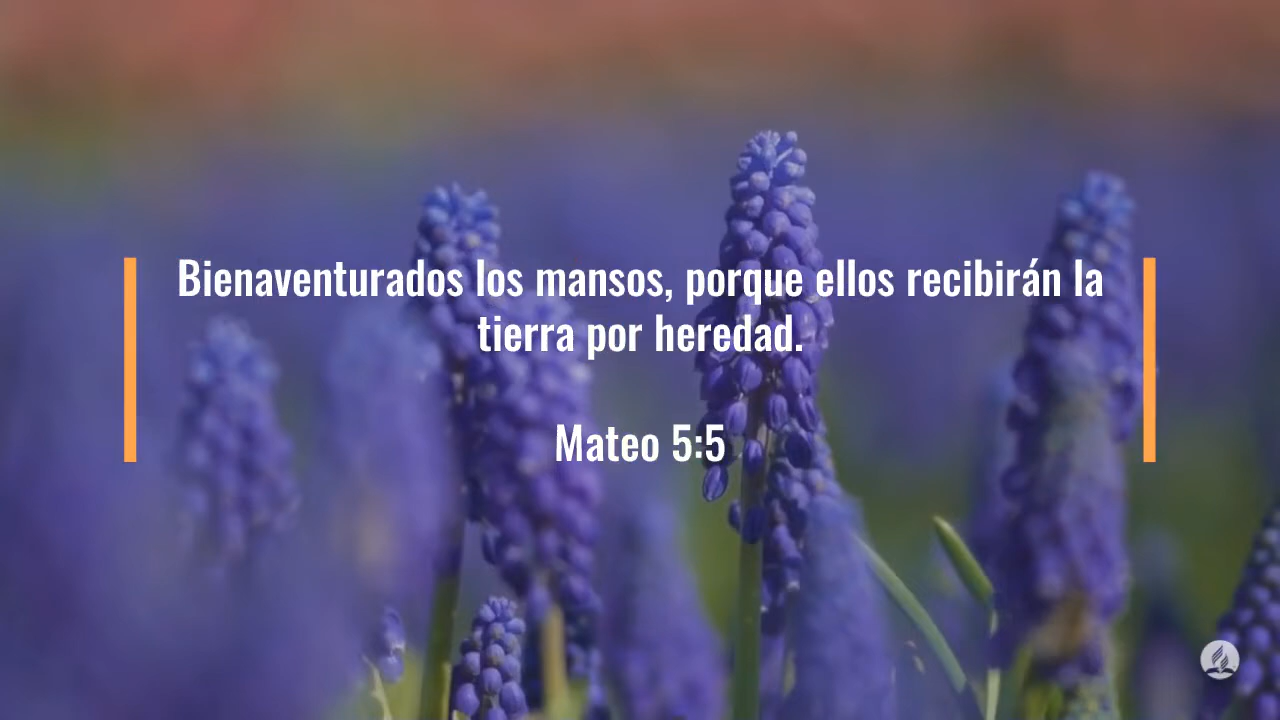 Bienaventurados los mansos, porque ellos recibirán la
tierra por heredad.
Mateo 5:5